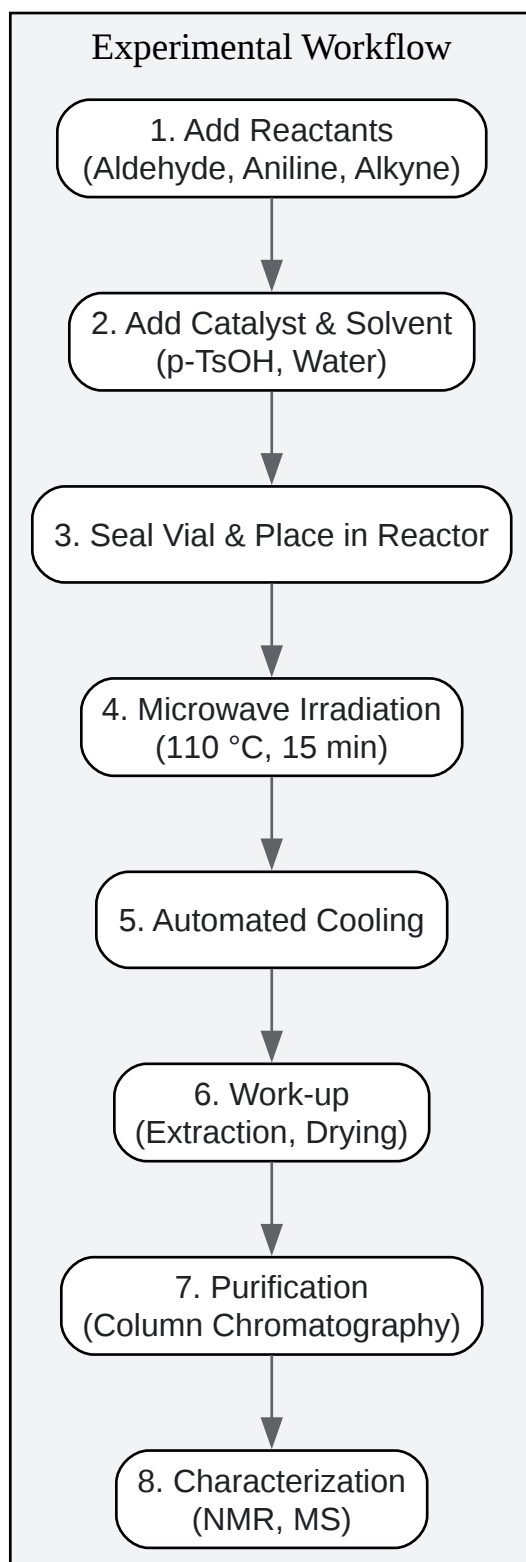 Experimental Workflow
1. Add Reactants
(Aldehyde, Aniline, Alkyne)
2. Add Catalyst & Solvent
(p-TsOH, Water)
3. Seal Vial & Place in Reactor
4. Microwave Irradiation
(110 °C, 15 min)
5. Automated Cooling
6. Work-up
(Extraction, Drying)
7. Purification
(Column Chromatography)
8. Characterization
(NMR, MS)